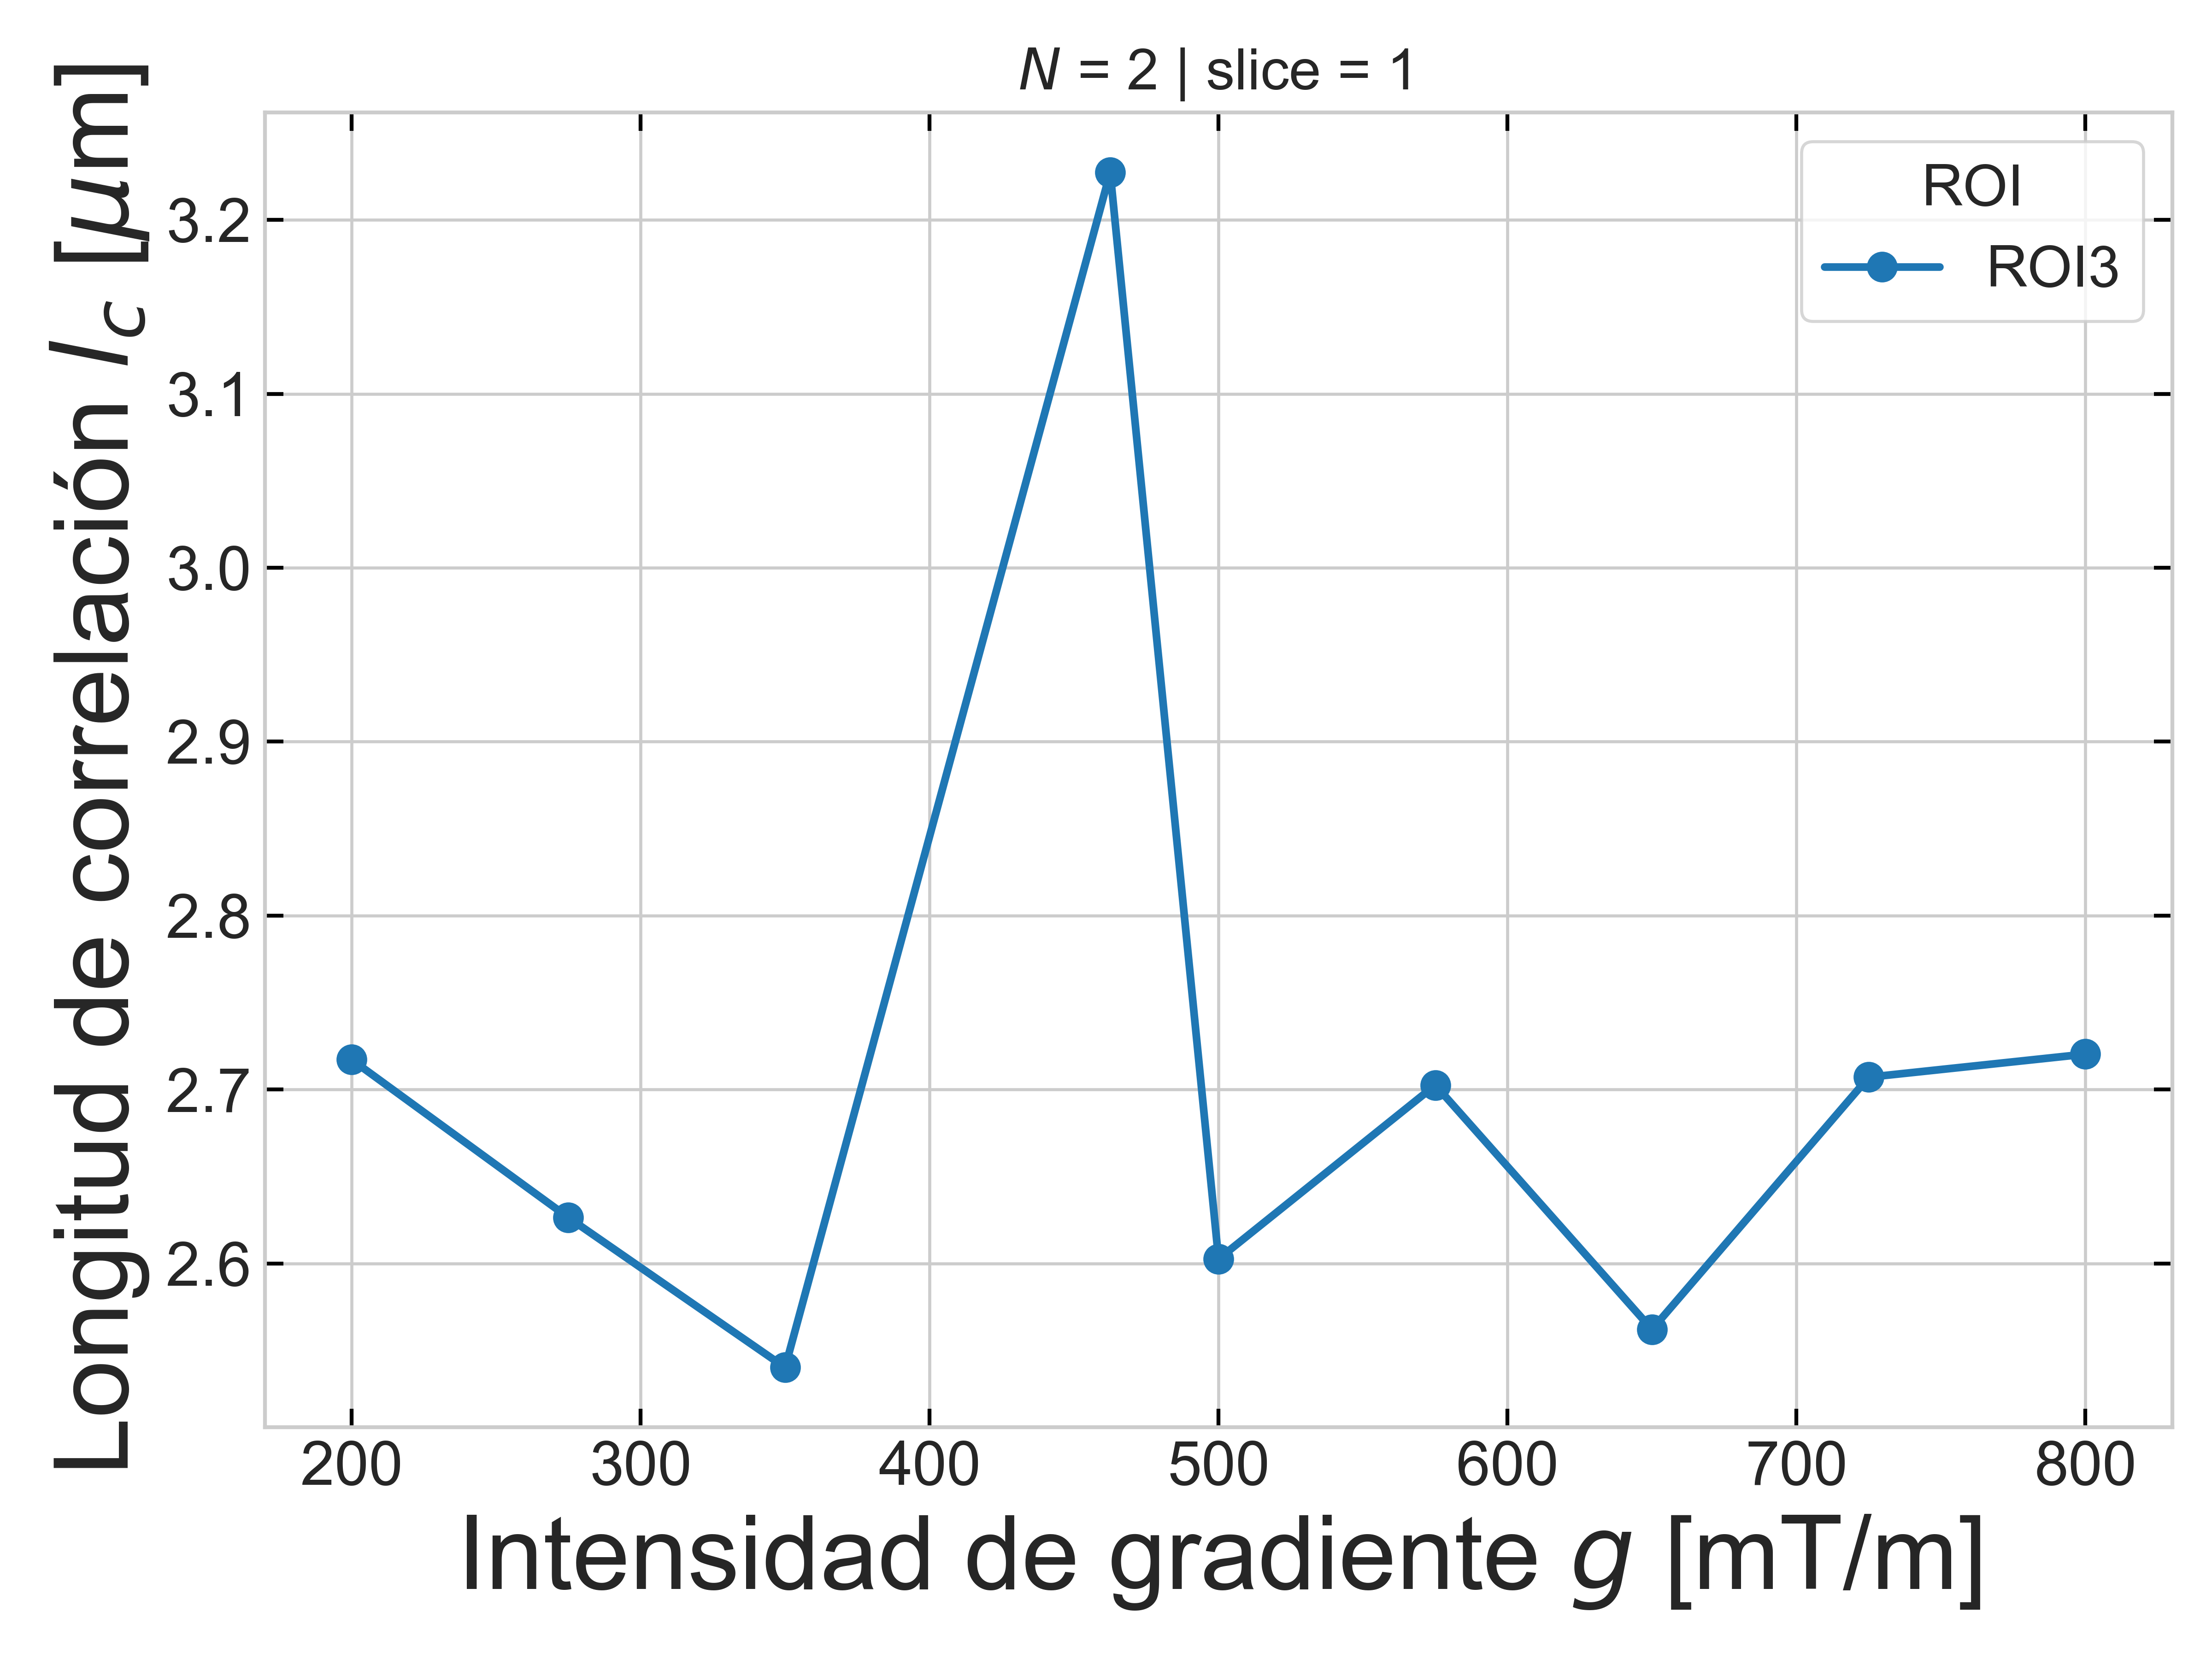 N = 2 | slice = 1
Longitud de correlación l_c [μm]
3.2
3.1
3.0
2.9
2.8
2.7
2.6
ROI
ROI3
200 300 400 500 600 700 800
Intensidad de gradiente g [mT/m]